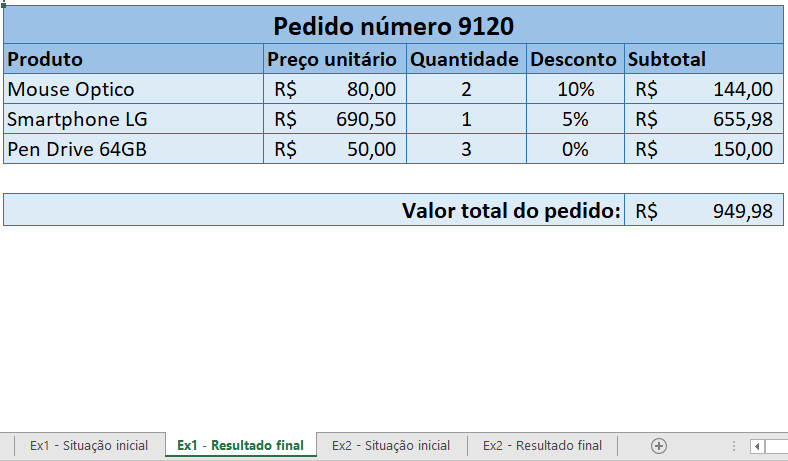 Pedido número 9120
Produto Preço unitário Quantidade Desconto Subtotal
Mouse Optico R$ 80,00 2 10% R$ 144,00
Smartphone LG R$ 690,50 1 5% R$ 655,98
Pen Drive 64GB R$ 50,00 3 0% R$ 150,00
Valor total do pedido: R$ 949,98
Ex1 - Situação inicial Ex1 - Resultado final Ex2 - Situação inicial Ex2 - Resultado final